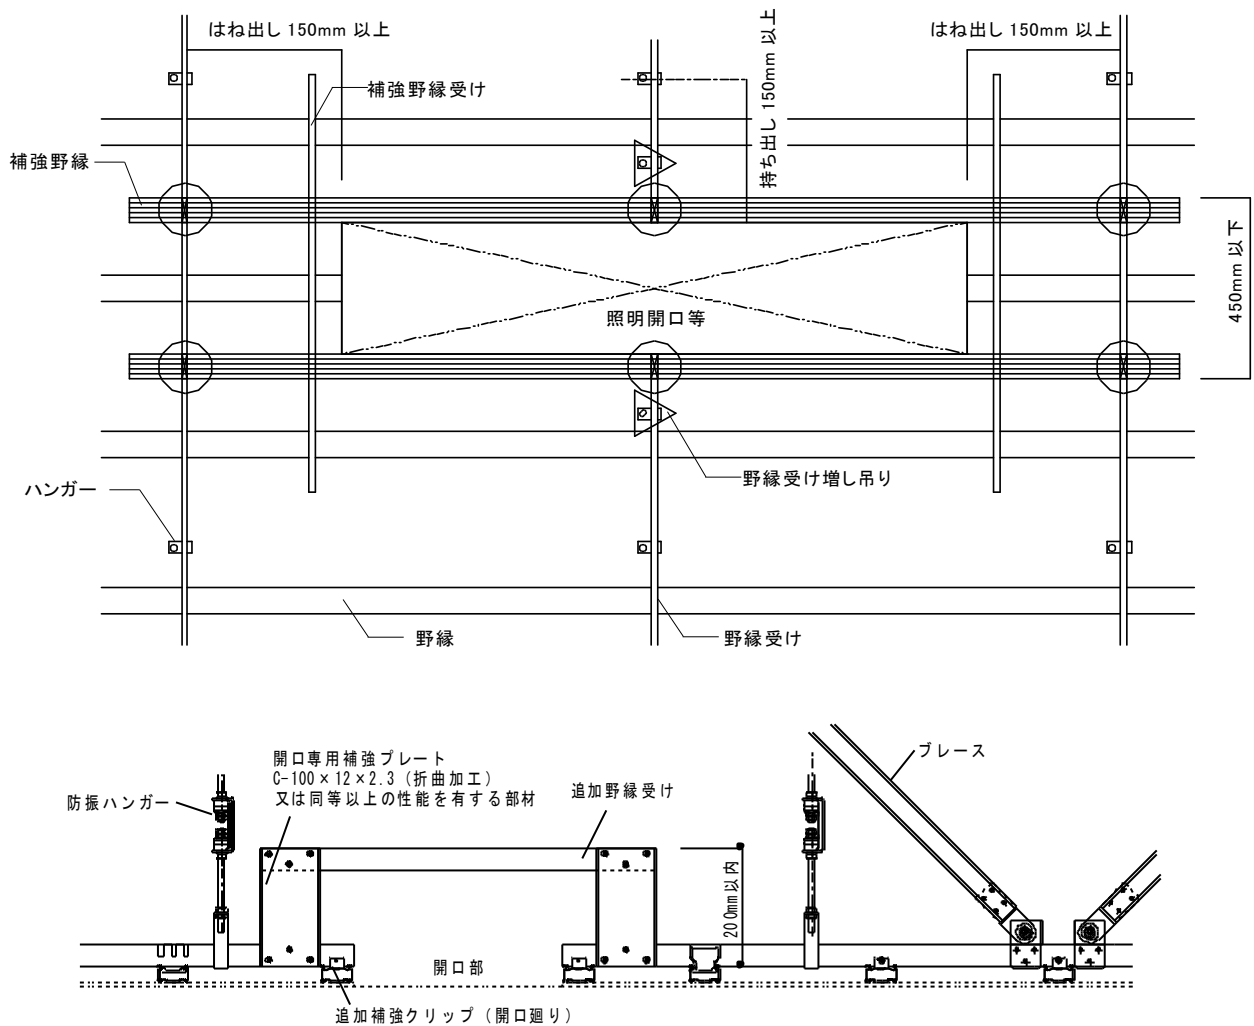 はね出し 150mm 以上
持ち出し 150mm 以上
はね出し 150mm 以上
補強野縁受け
補強野縁
450mm 以下
照明開口等
野縁受け増し吊り
ハンガー
野縁
野縁受け
ブレース
開口専用補強プレート
C-100×12×2.3 (折曲加工)
又は同等以上の性能を有する部材
防振ハンガー
追加野縁受け
200mm以内
開口部
追加補強クリップ (開口廻り)